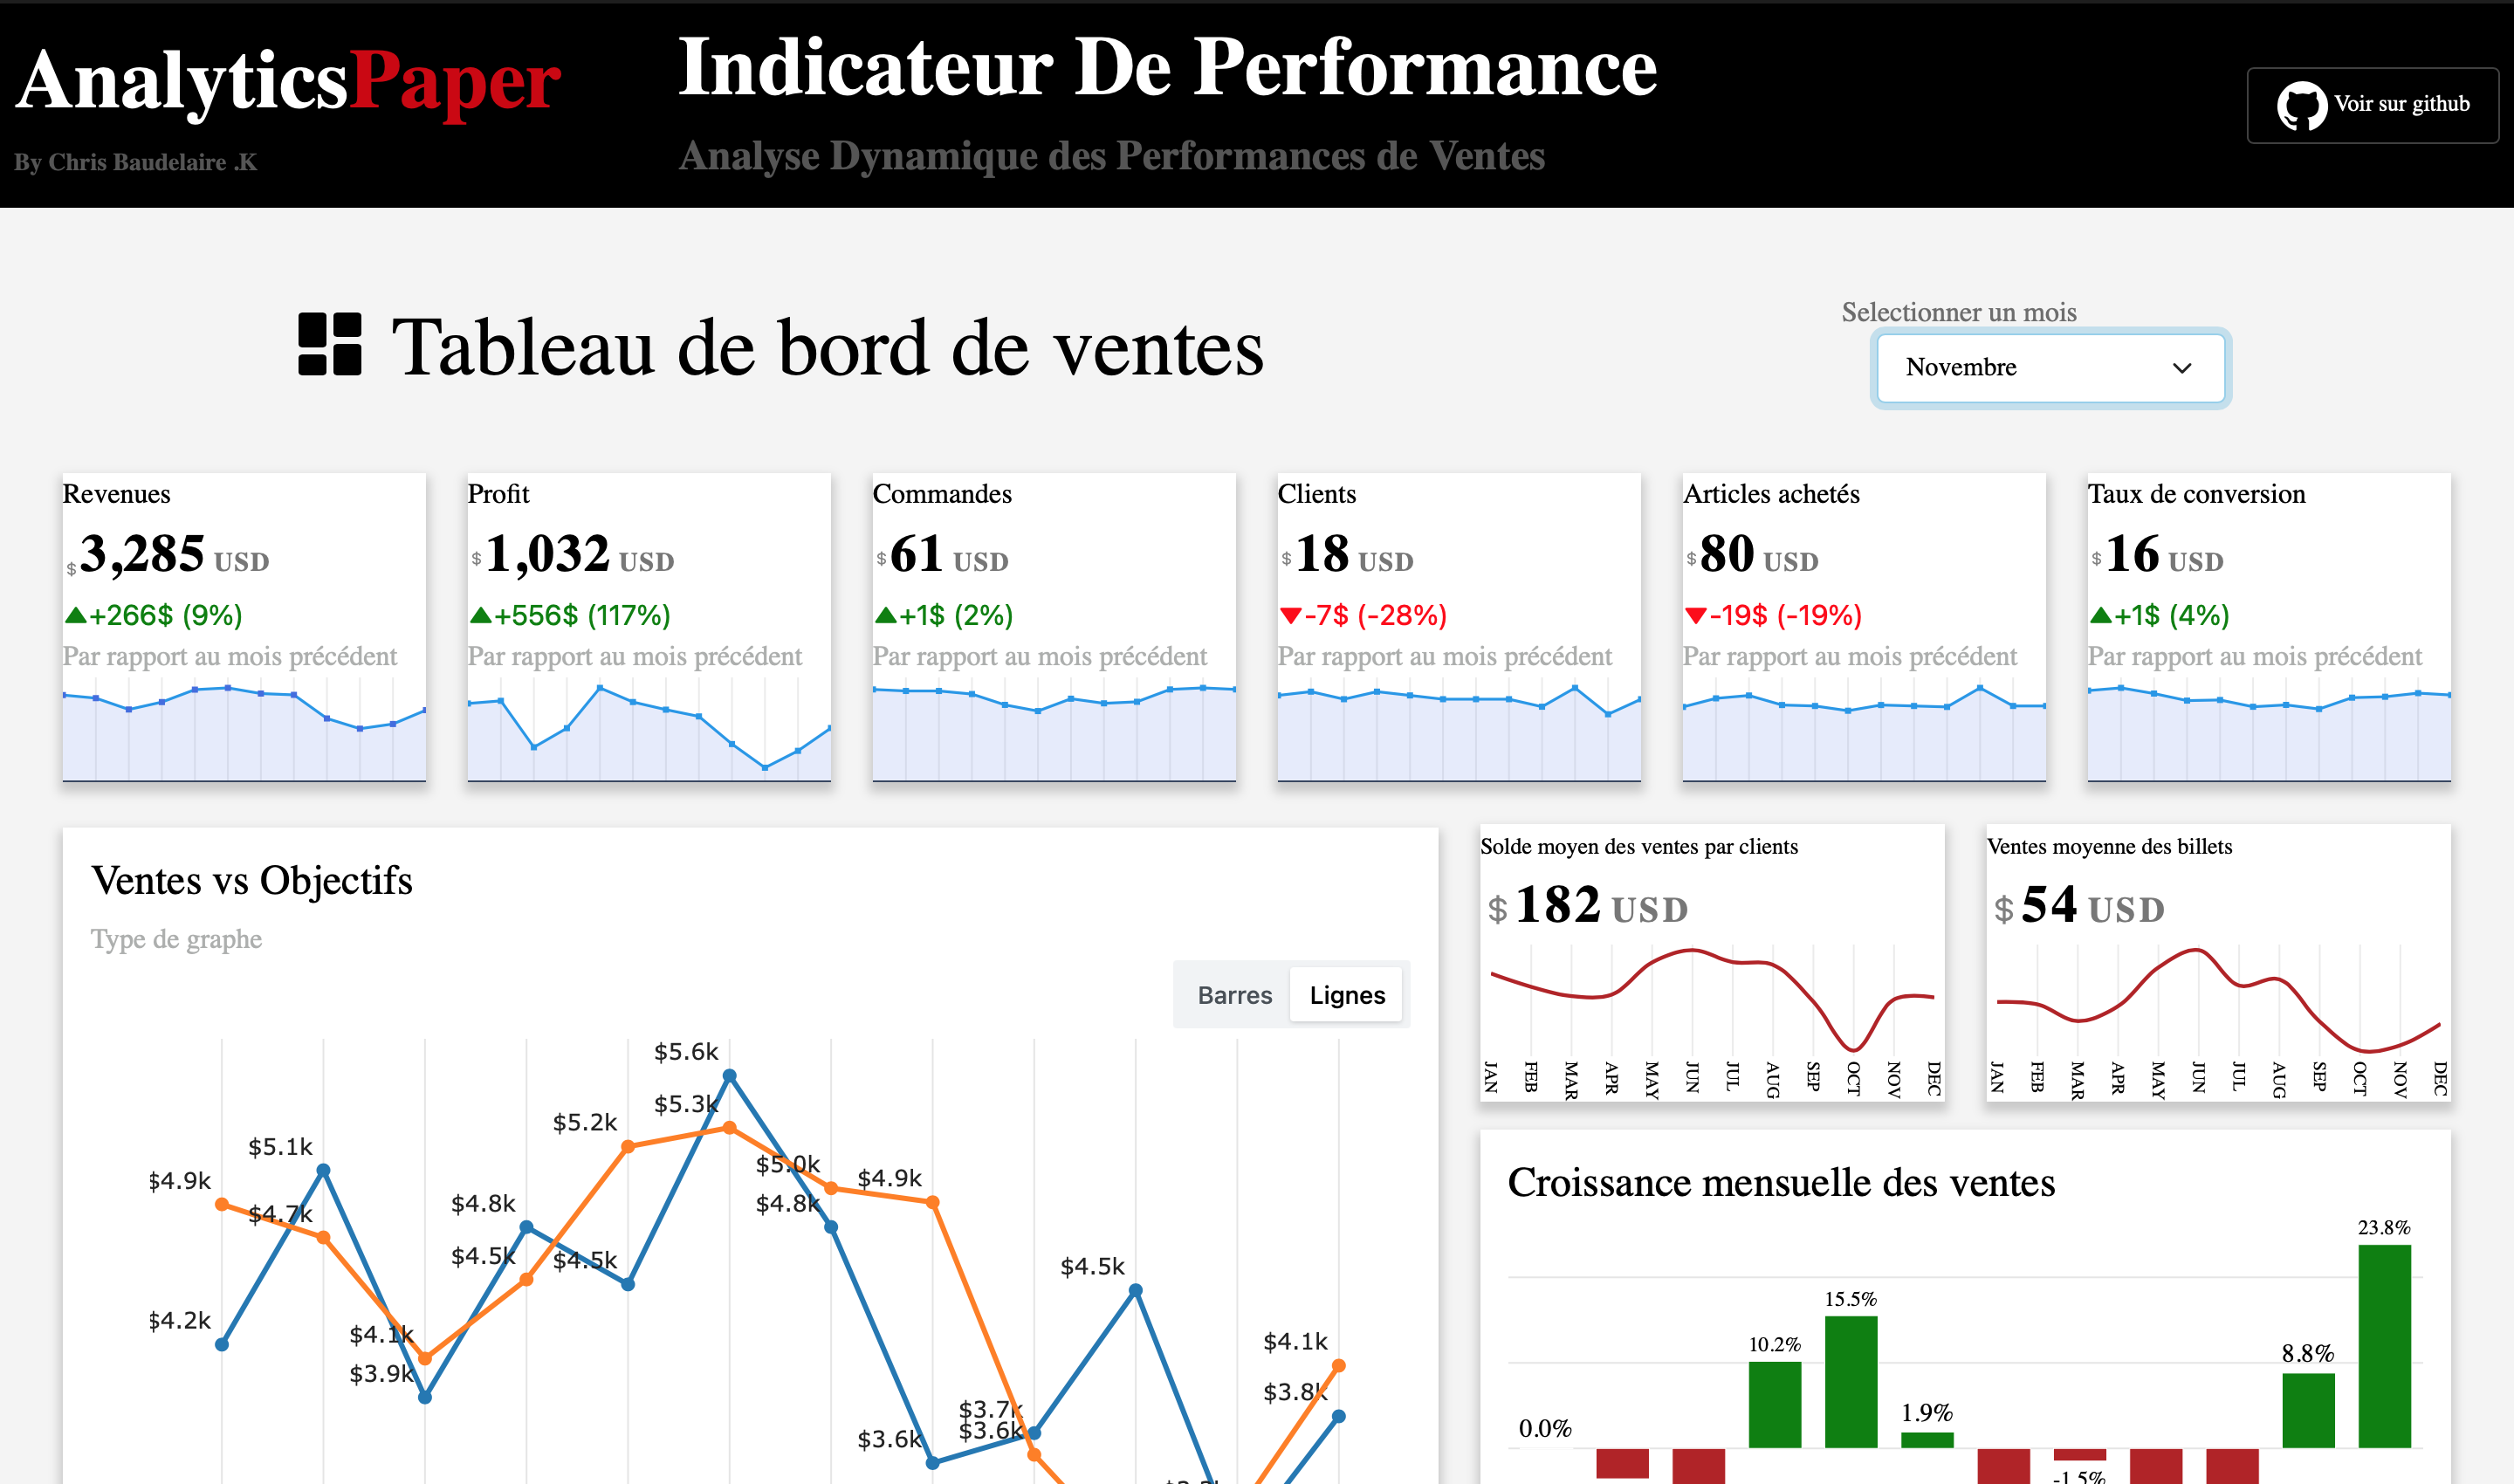 AnalyticsPaper
By Chris Baudelaire .K
Indicateur De Performance
Analyse Dynamique des Performances de Ventes
Voir sur github
Tableau de bord de ventes
Selectionner un mois
Novembre
Revenues
$3,285 USD
▲+266$ (9%)
Par rapport au mois précédent
Profit
$1,032 USD
▲+556$ (117%)
Par rapport au mois précédent
Commandes
$61 USD
▲+1$ (2%)
Par rapport au mois précédent
Clients
$18 USD
▼-7$ (-28%)
Par rapport au mois précédent
Articles achetés
$80 USD
▼-19$ (-19%)
Par rapport au mois précédent
Taux de conversion
$16 USD
▲+1$ (4%)
Par rapport au mois précédent
Ventes vs Objectifs
Type de graphe
Barres
Lignes
$4.9k
$4.2k
$5.1k
$4.7k
$4.1k
$3.9k
$4.8k
$4.5k
$5.2k
$4.5k
$5.6k
$5.3k
$5.0k
$4.8k
$4.9k
$3.6k
$3.7k
$3.6k
$4.5k
$4.1k
$3.8k
Solde moyen des ventes par clients
$182 USD
JAN FEB MAR APR MAY JUN JUL AUG SEP OCT NOV DEC
Ventes moyenne des billets
$54 USD
JAN FEB MAR APR MAY JUN JUL AUG SEP OCT NOV DEC
Croissance mensuelle des ventes
0.0%
10.2%
15.5%
1.9%
-1.5%
8.8%
23.8%